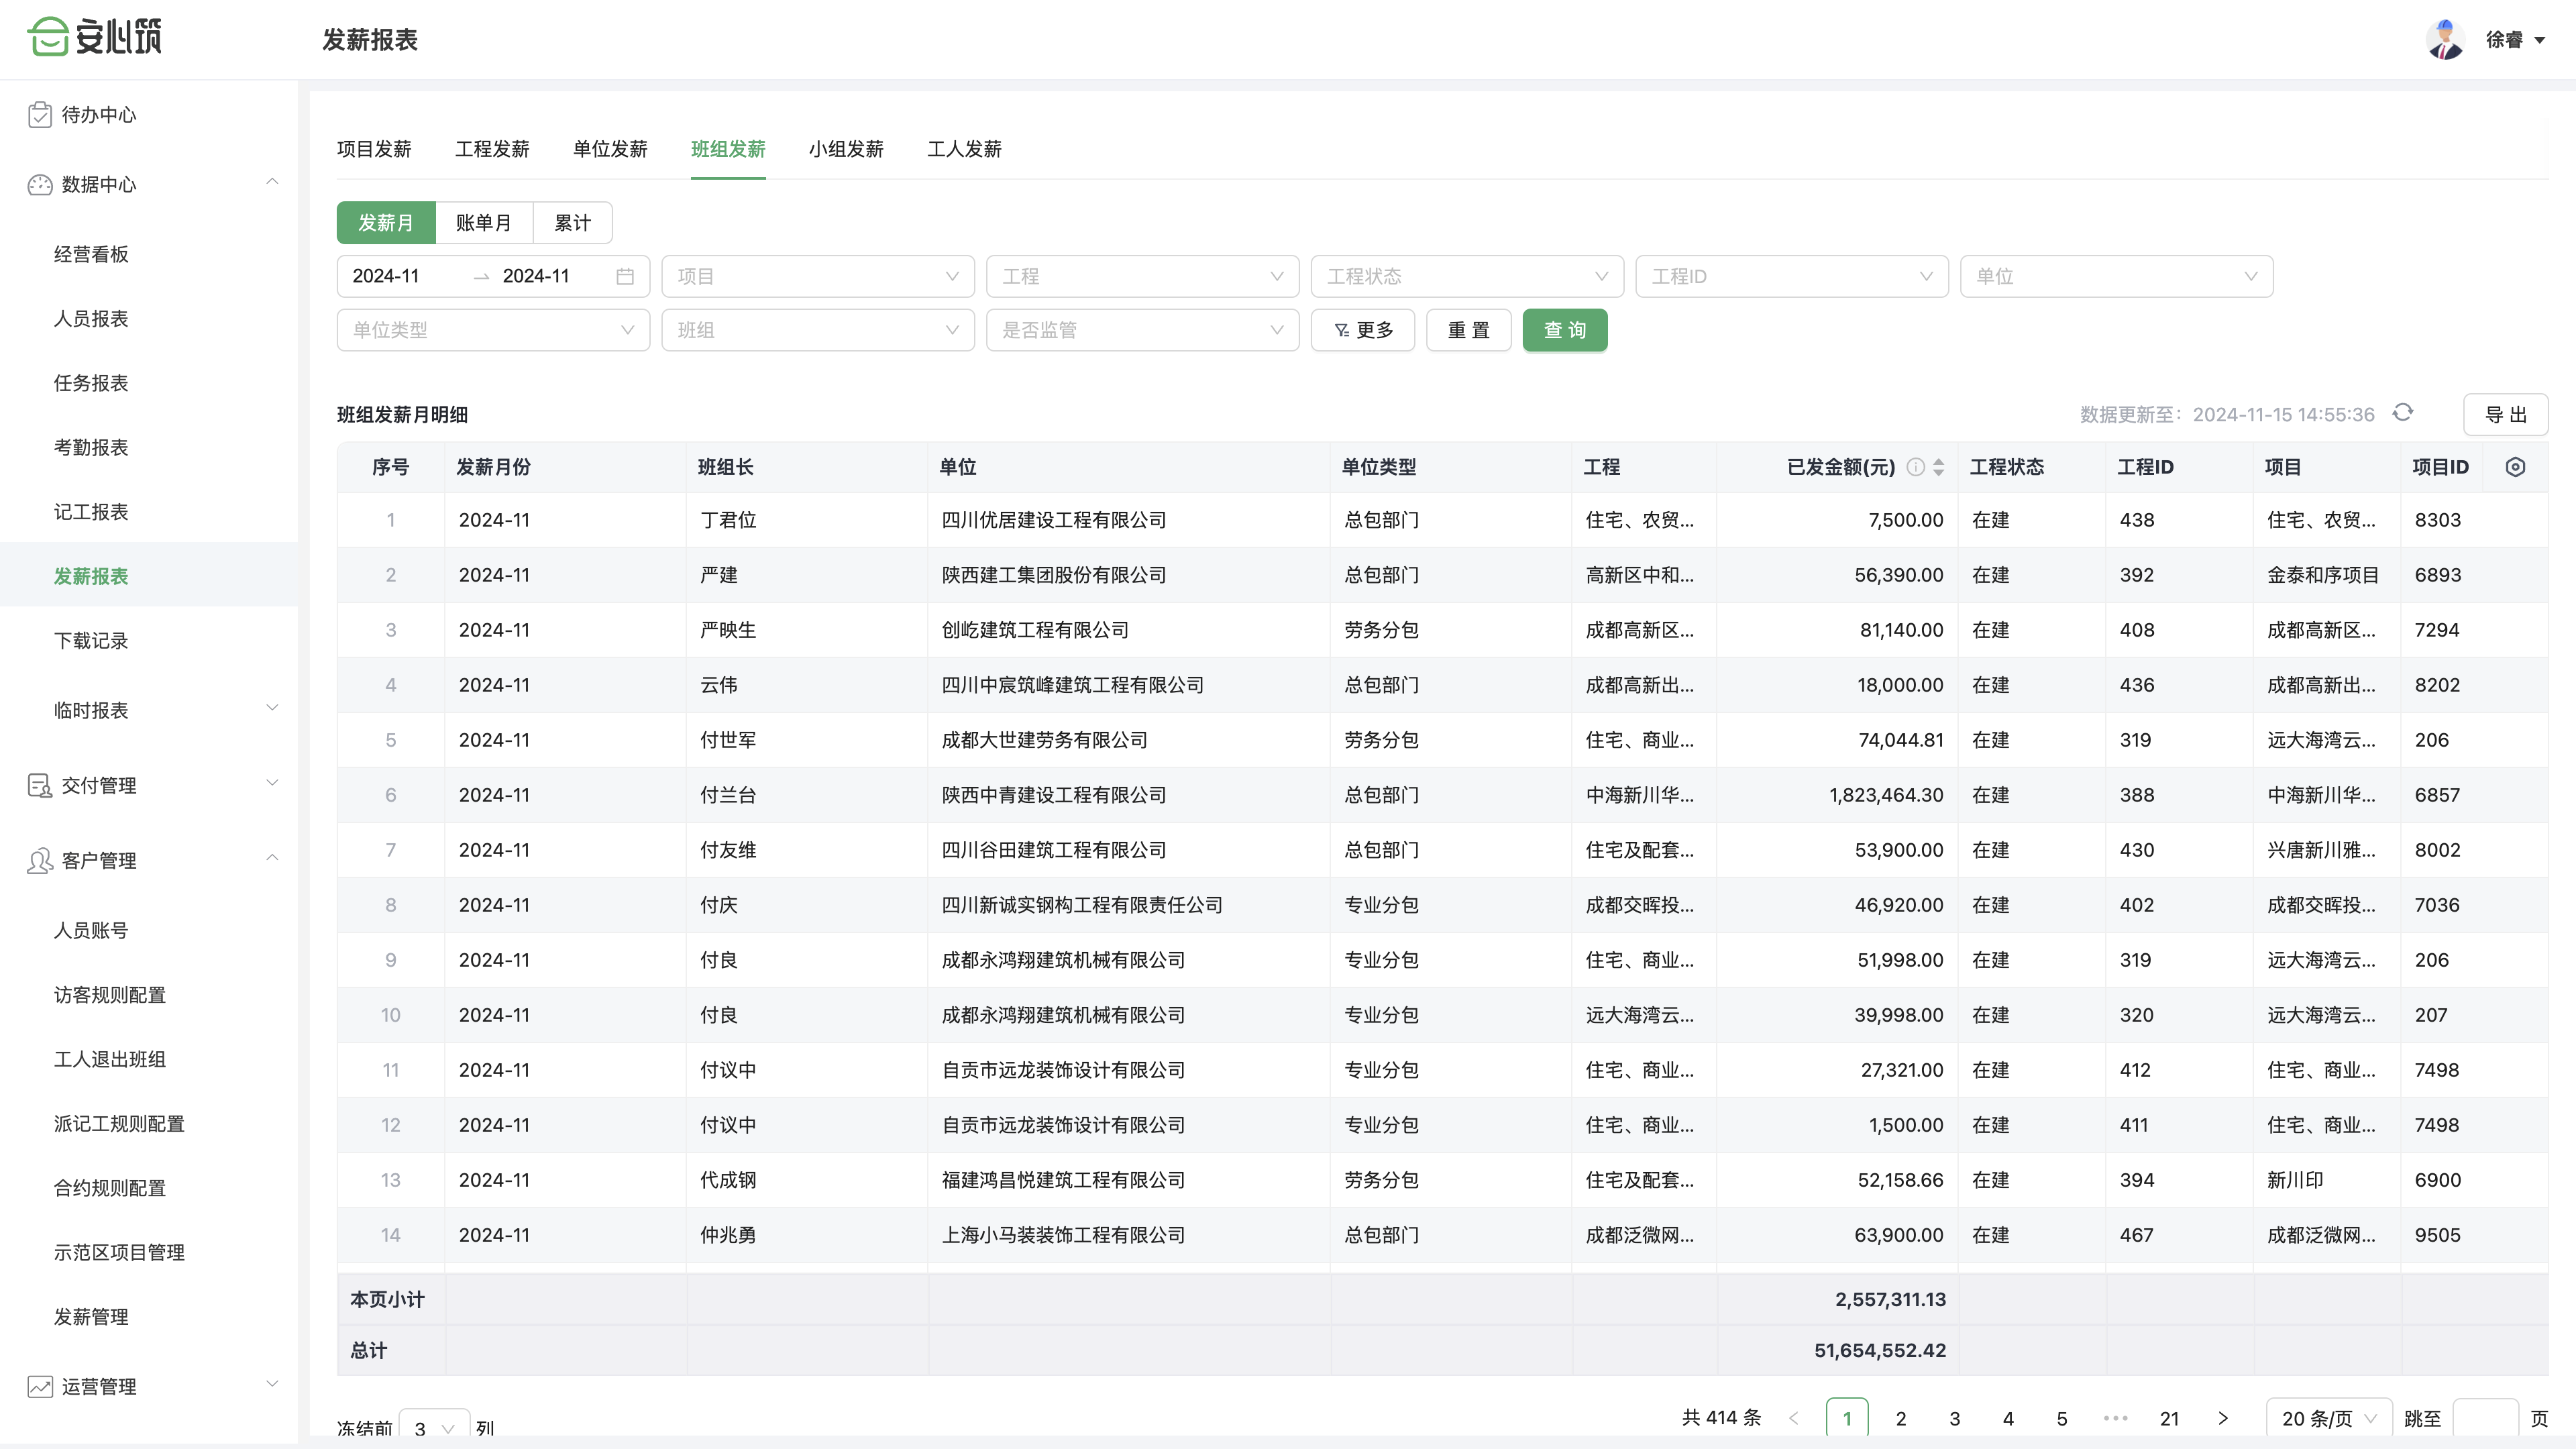 安心筑
发薪报表
徐睿
待办中心
数据中心
经营看板
人员报表
任务报表
考勤报表
记工报表
发薪报表
下载记录
临时报表
交付管理
客户管理
人员账号
访客规则配置
工人退出班组
派记工规则配置
合约规则配置
示范区项目管理
发薪管理
运营管理
项目发薪 工程发薪 单位发薪 班组发薪 小组发薪 工人发薪
发薪月 账单月 累计
2024-11 → 2024-11 项目 工程 工程状态 工程ID 单位
单位类型 班组 是否监管 更多 重 置 查 询
班组发薪月明细 数据更新至：2024-11-15 14:55:36 导 出
序号 发薪月份 班组长 单位 单位类型 工程 已发金额(元) 工程状态 工程ID 项目 项目ID
1 2024-11 丁君位 四川优居建设工程有限公司 总包部门 住宅、农贸... 7,500.00 在建 438 住宅、农贸... 8303
2 2024-11 严建 陕西建工集团股份有限公司 总包部门 高新区中和... 56,390.00 在建 392 金泰和序项目 6893
3 2024-11 严映生 创屹建筑工程有限公司 劳务分包 成都高新区... 81,140.00 在建 408 成都高新区... 7294
4 2024-11 云伟 四川中宸筑峰建筑工程有限公司 总包部门 成都高新出... 18,000.00 在建 436 成都高新出... 8202
5 2024-11 付世军 成都大世建劳务有限公司 劳务分包 住宅、商业... 74,044.81 在建 319 远大海湾云... 206
6 2024-11 付兰台 陕西中青建设工程有限公司 总包部门 中海新川华... 1,823,464.30 在建 388 中海新川华... 6857
7 2024-11 付友维 四川谷田建筑工程有限公司 总包部门 住宅及配套... 53,900.00 在建 430 兴唐新川雅... 8002
8 2024-11 付庆 四川新诚实钢构工程有限责任公司 专业分包 成都交晖投... 46,920.00 在建 402 成都交晖投... 7036
9 2024-11 付良 成都永鸿翔建筑机械有限公司 专业分包 住宅、商业... 51,998.00 在建 319 远大海湾云... 206
10 2024-11 付良 成都永鸿翔建筑机械有限公司 专业分包 远大海湾云... 39,998.00 在建 320 远大海湾云... 207
11 2024-11 付议中 自贡市远龙装饰设计有限公司 专业分包 住宅、商业... 27,321.00 在建 412 住宅、商业... 7498
12 2024-11 付议中 自贡市远龙装饰设计有限公司 专业分包 住宅、商业... 1,500.00 在建 411 住宅、商业... 7498
13 2024-11 代成钢 福建鸿昌悦建筑工程有限公司 劳务分包 住宅及配套... 52,158.66 在建 394 新川印 6900
14 2024-11 仲兆勇 上海小马装装饰工程有限公司 总包部门 成都泛微网... 63,900.00 在建 467 成都泛微网... 9505
本页小计 2,557,311.13
总计 51,654,552.42
冻结前 3 列 共 414 条 1 2 3 4 5 ••• 21 20 条/页 跳至 页